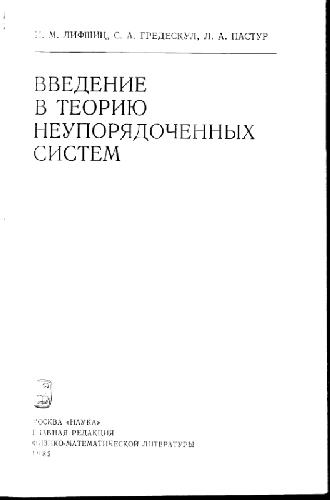 И. М. ЛИФШИЦ, С. А. ГРЕДЕСКУЛ, Л. А. ПАСТУР
ВВЕДЕНИЕ
В ТЕОРИЮ
НЕУПОРЯДОЧЕННЫХ
СИСТЕМ
МОСКВА «НАУКА»
ГЛАВНАЯ РЕДАКЦИЯ
ФИЗИКО-МАТЕМАТИЧЕСКОЙ ЛИТЕРАТУРЫ